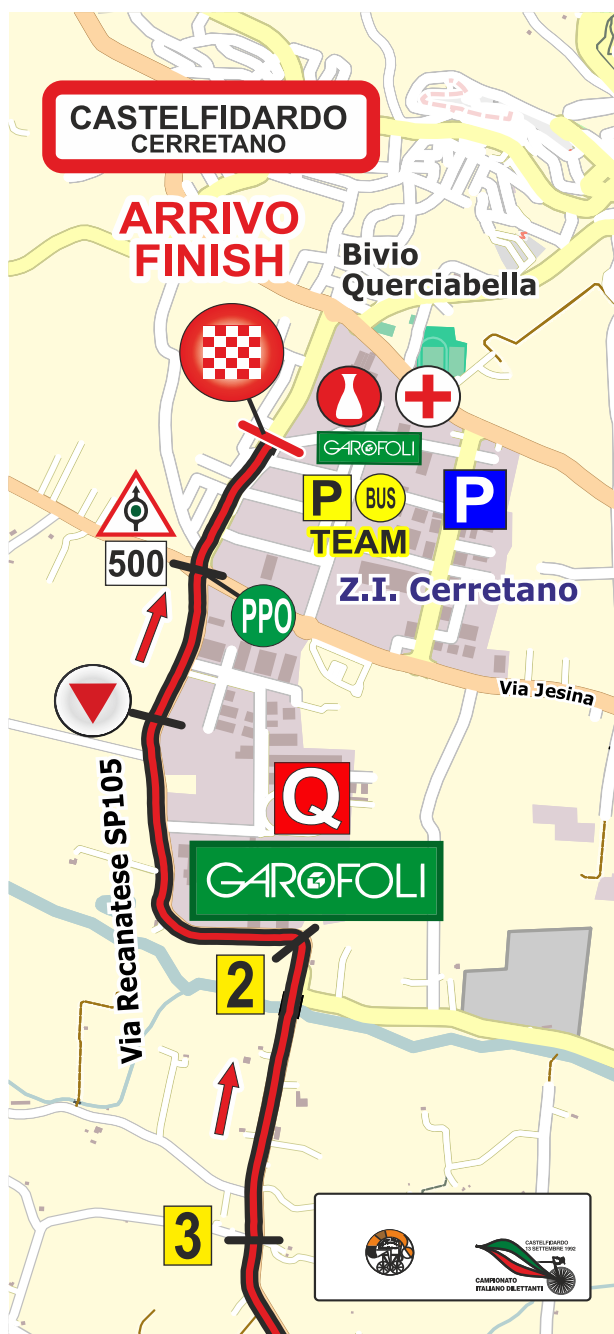 CASTELFIDARDO
CERRETANO
ARRIVO
FINISH
Bivio
Querciabella
GAROFOLI
P BUS
TEAM
P
500
PPO
Z.I. Cerretano
Via Jesina
Q
GAROFOLI
Via Recanatese SP105
2
3
CASTELFIDARDO
13 SETTEMBRE 1992
CAMPIONATO
ITALIANO DILETTANTI